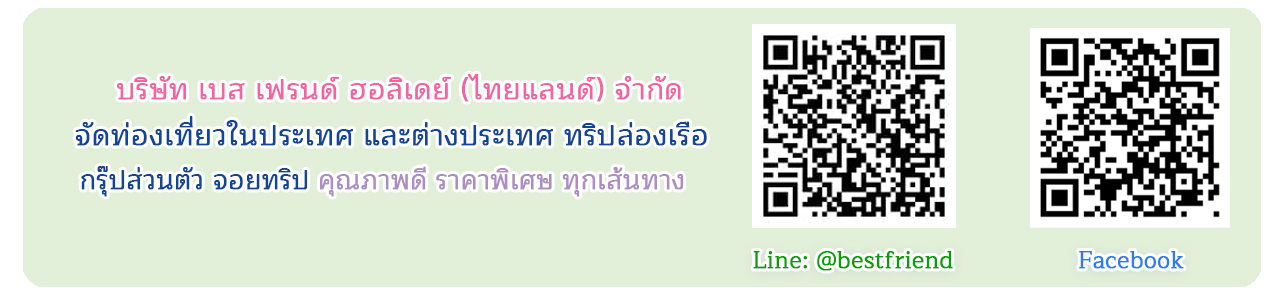 บริษัท เบส เฟรนด์ ฮอลิเดย์ (ไทยแลนด์) จำกัด
จัดท่องเที่ยวในประเทศ และต่างประเทศ ทริปล่องเรือ
กรุ๊ปส่วนตัว จอยทริป คุณภาพดี ราคาพิเศษ ทุกเส้นทาง
Line: @bestfriend
Facebook